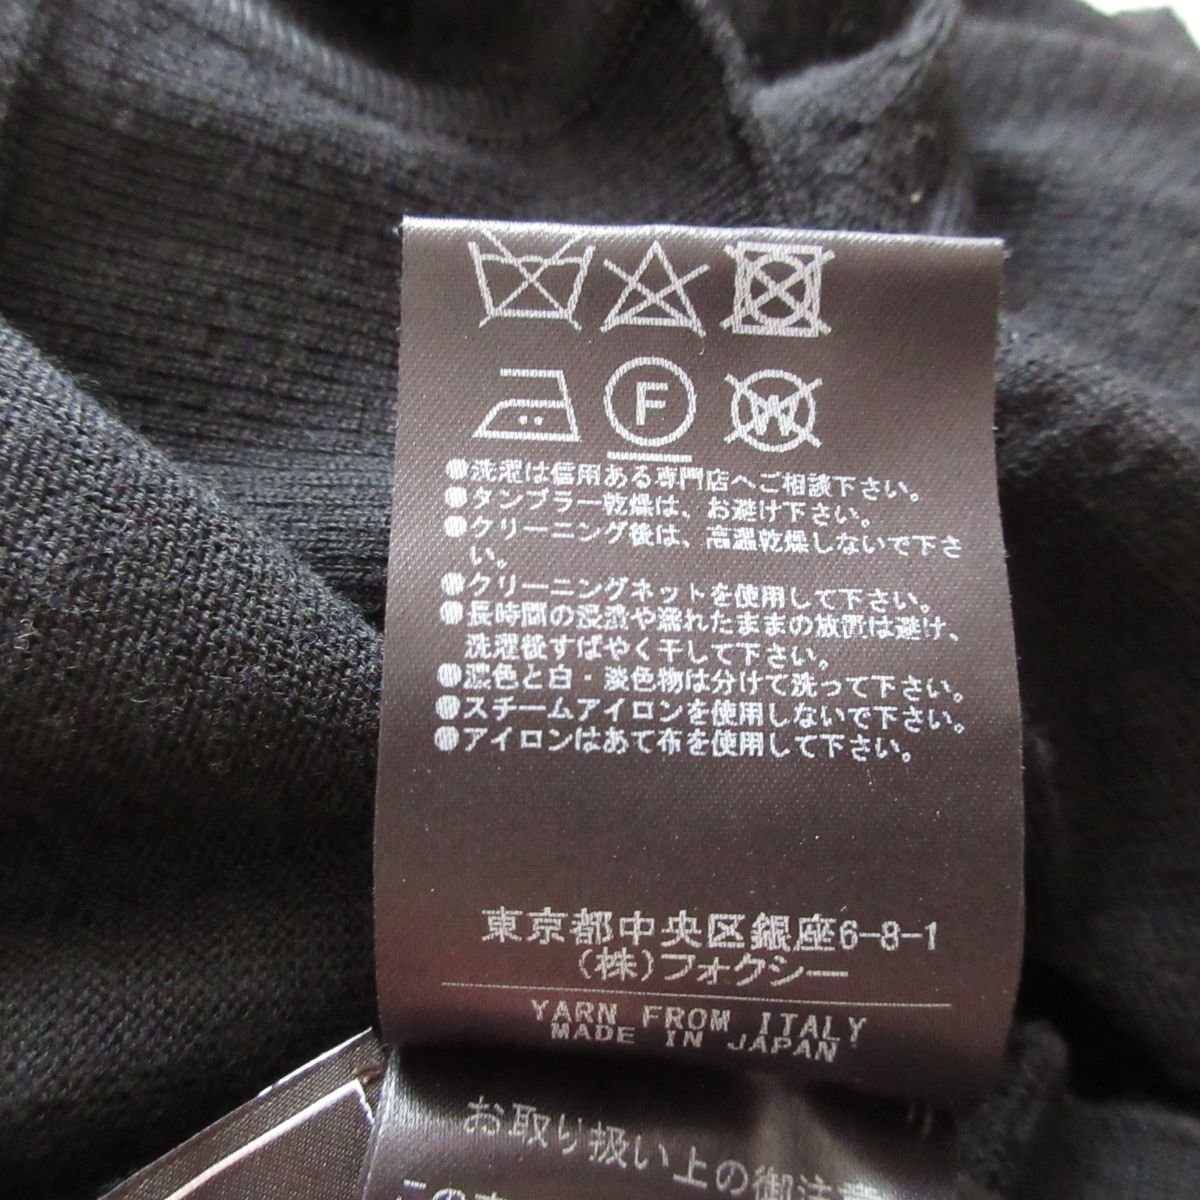 F
W
●洗濯は信用ある専門店へご相談下さい。
●タンブラー乾燥は、お避け下さい。
●クリーニング後は、高温乾燥しないで下さ
い。
●クリーニングネットを使用して下さい。
●長時間の浸漬や濡れたままの放置は避け、
洗濯後すばやく干して下さい。
●濃色と白・淡色物は分けて洗って下さい。
●スチームアイロンを使用しないで下さい。
●アイロンはあて布を使用して下さい。
東京都中央区銀座6-8-1
(株)フォクシー
YARN FROM ITALY
MADE IN JAPAN
お取り扱い上の御注意